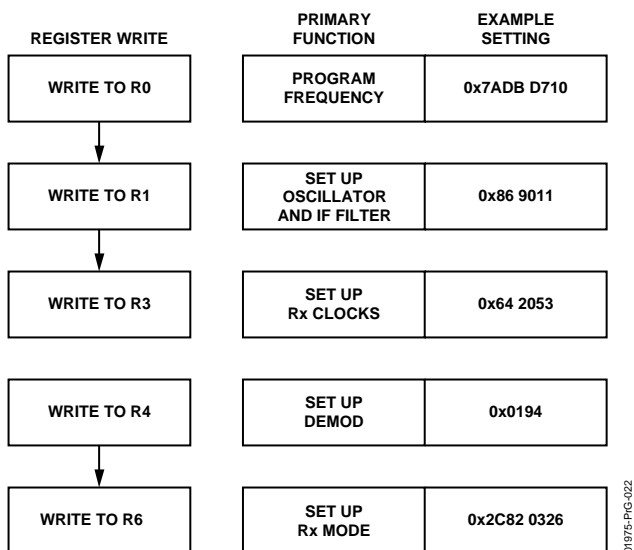 REGISTER WRITE
PRIMARY
FUNCTION
EXAMPLE
SETTING
WRITE TO R0
PROGRAM
FREQUENCY
0x7ADB D710
WRITE TO R1
SET UP
OSCILLATOR
AND IF FILTER
0x86 9011
WRITE TO R3
SET UP
Rx CLOCKS
0x64 2053
WRITE TO R4
SET UP
DEMOD
0x0194
WRITE TO R6
SET UP
Rx MODE
0x2C82 0326
01975-PrG-022